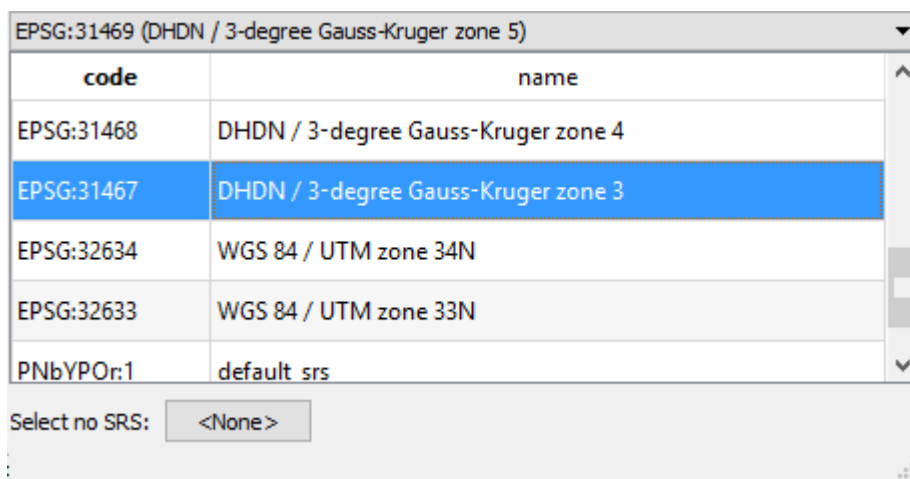 EPSG:31469 (DHDN / 3-degree Gauss-Kruger zone 5)
code name
EPSG:31468 DHDN / 3-degree Gauss-Kruger zone 4
EPSG:31467 DHDN / 3-degree Gauss-Kruger zone 3
EPSG:32634 WGS 84 / UTM zone 34N
EPSG:32633 WGS 84 / UTM zone 33N
PNbYPOr:1 default srs
Select no SRS: <None>